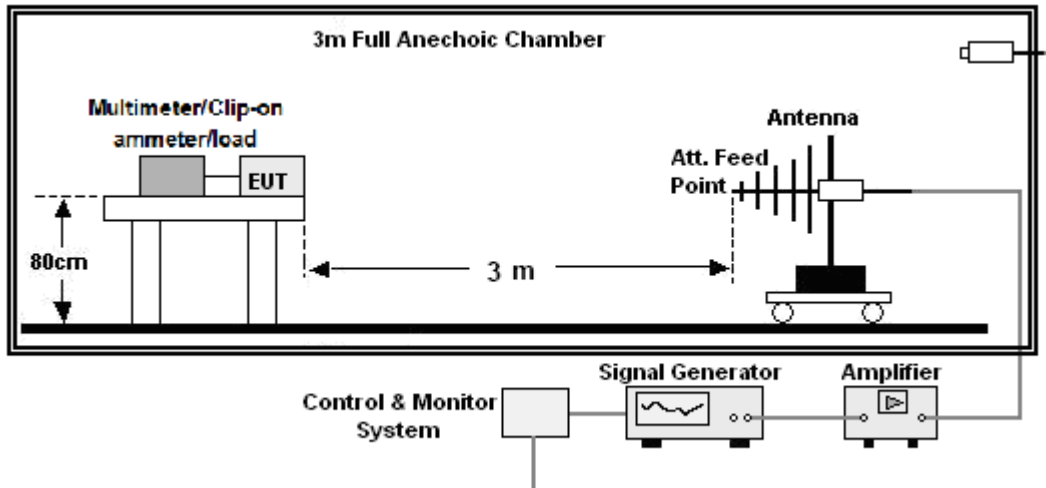 3m Full Anechoic Chamber
Multimeter/Clip-on
ammeter/load
EUT
Antenna
Att. Feed
Point
80cm
3 m
Signal Generator
Amplifier
Control & Monitor
System